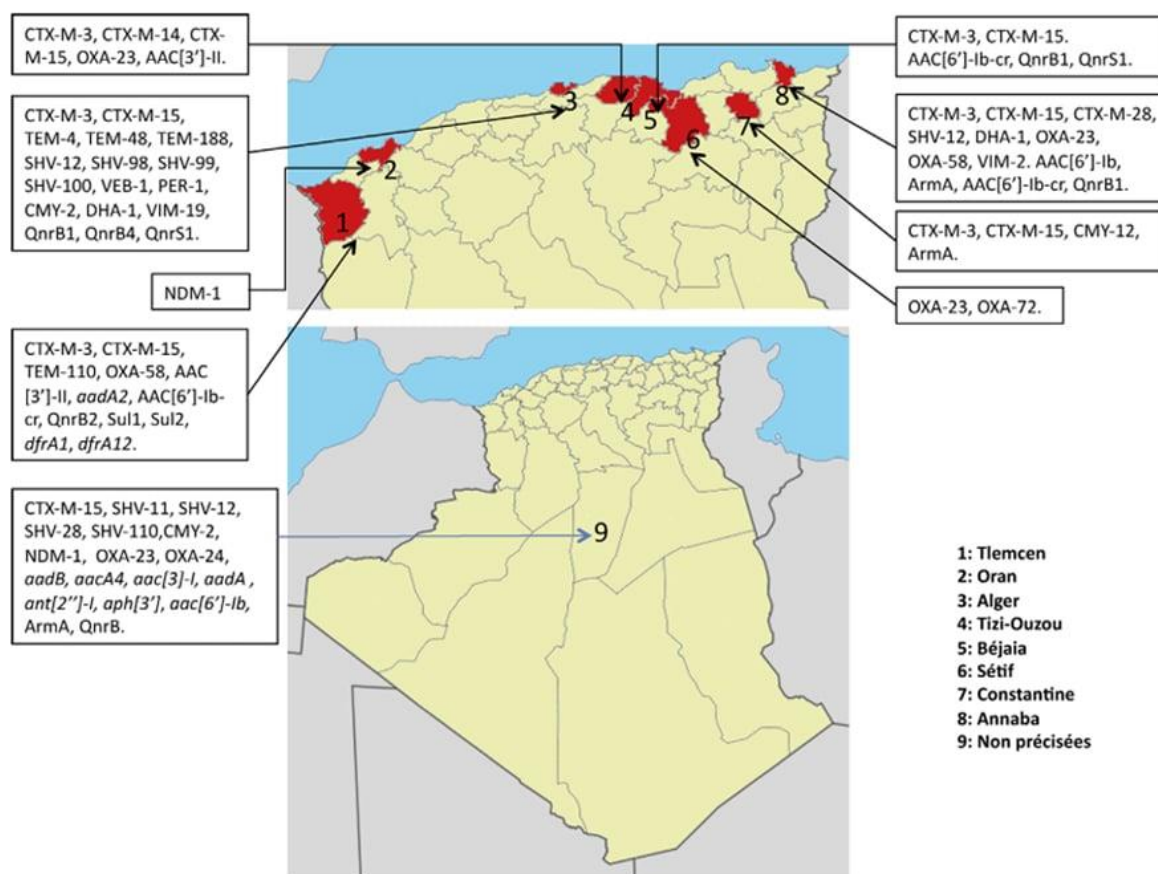 CTX-M-3, CTX-M-14, CTX-
M-15, OXA-23, AAC[3’]-II.
CTX-M-3, CTX-M-15,
TEM-4, TEM-48, TEM-188,
SHV-12, SHV-98, SHV-99,
SHV-100, VEB-1, PER-1,
CMY-2, DHA-1, VIM-19,
QnrB1, QnrB4, QnrS1.
NDM-1
CTX-M-3, CTX-M-15,
TEM-110, OXA-58, AAC
[3’]-II, aadA2, AAC[6’]-Ib-
cr, QnrB2, Sul1, Sul2,
dfrA1, dfrA12.
CTX-M-15, SHV-11, SHV-12,
SHV-28, SHV-110,CMY-2,
NDM-1, OXA-23, OXA-24,
aadB, aacA4, aac[3]-I, aadA ,
ant[2’’]-I, aph[3’], aac[6’]-Ib,
ArmA, QnrB.
1
2
3
4
5
6
7
8
9
CTX-M-3, CTX-M-15.
AAC[6’]-Ib-cr, QnrB1, QnrS1.
CTX-M-3, CTX-M-15, CTX-M-28,
SHV-12, DHA-1, OXA-23,
OXA-58, VIM-2. AAC[6’]-Ib,
ArmA, AAC[6’]-Ib-cr, QnrB1.
CTX-M-3, CTX-M-15, CMY-12,
ArmA.
OXA-23, OXA-72.
1: Tlemcen
2: Oran
3: Alger
4: Tizi-Ouzou
5: Béjaia
6: Sétif
7: Constantine
8: Annaba
9: Non précisées